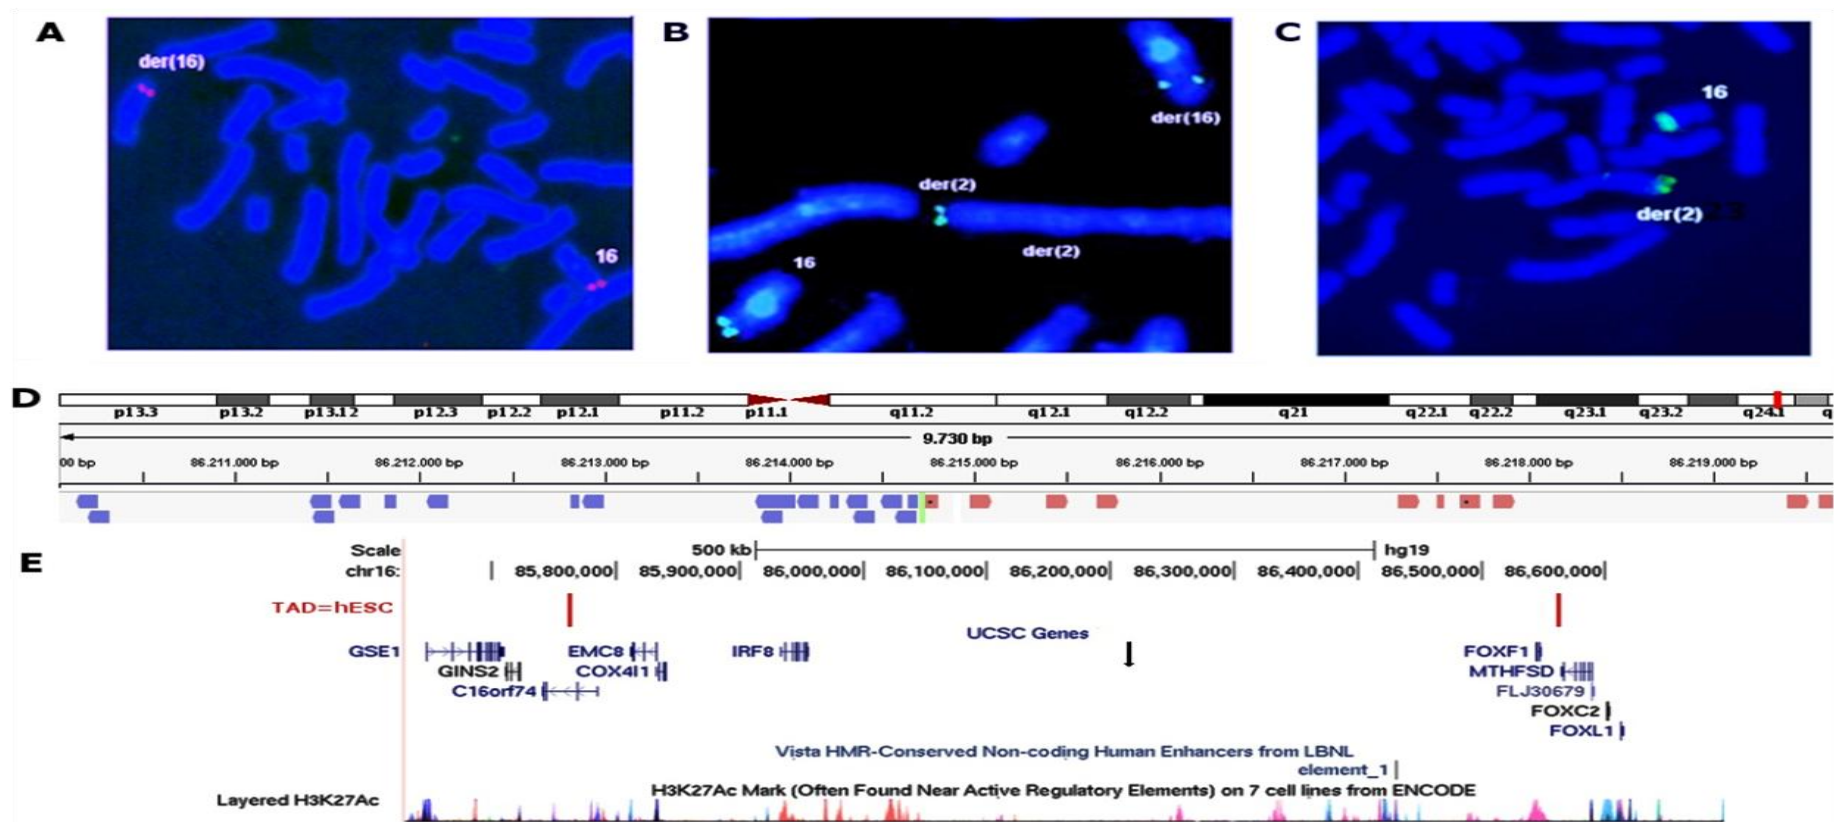 A
der(16)
16
B
der(16)
der(2)
der(2)
16
C
16
der(2)
D
p13.3 p13.2 p13.12 p12.3 p12.2 p12.1 p11.2 p11.1 q11.2 q12.1 q12.2 q21 q22.1 q22.2 q23.1 q23.2 q24.1 q
9.730 bp
00 bp 86.211.000 bp 86.212.000 bp 86.213.000 bp 86.214.000 bp 86.215.000 bp 86.216.000 bp 86.217.000 bp 86.218.000 bp 86.219.000 bp
E
Scale 500 kb hg19
chr16: 85,800,000 85,900,000 86,000,000 86,100,000 86,200,000 86,300,000 86,400,000 86,500,000 86,600,000
TAD=hESC
UCSC Genes
GSE1 EMC8 IRF8 FOXF1
GINS2 COX4I1 MTHFSD
C16orf74 FLJ30679
FOXC2
FOXL1
Vista HMR-Conserved Non-coding Human Enhancers from LBNL
element_1
H3K27Ac Mark (Often Found Near Active Regulatory Elements) on 7 cell lines from ENCODE
Layered H3K27Ac